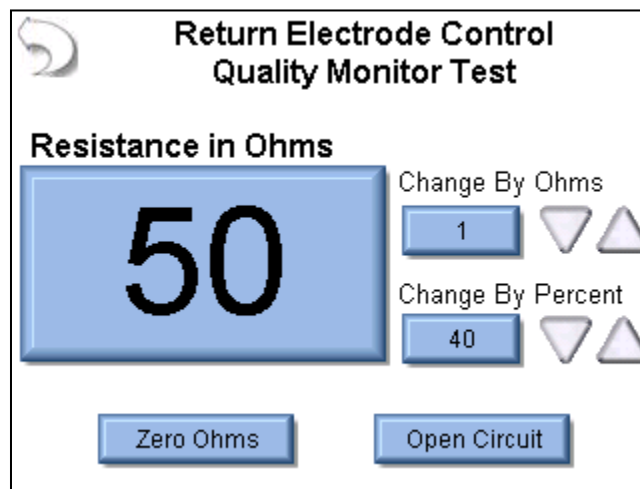 Return Electrode Control
Quality Monitor Test
Resistance in Ohms
50
Change By Ohms
1
Change By Percent
40
Zero Ohms
Open Circuit